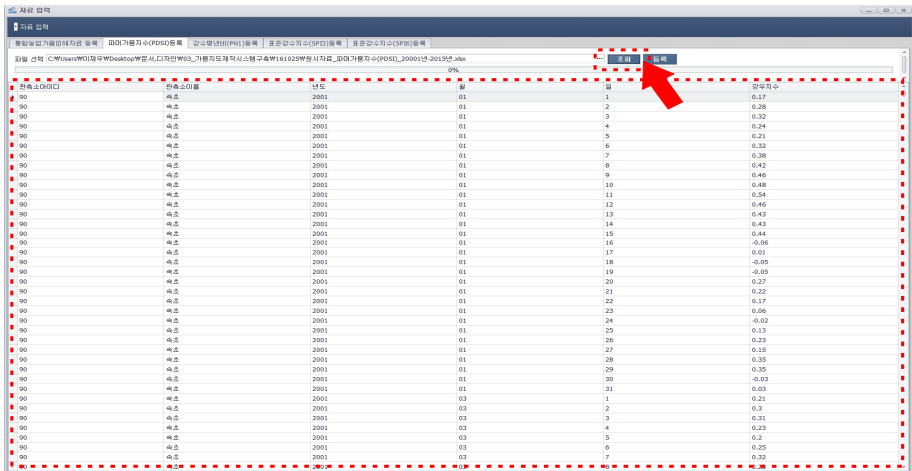 자료 입력
자료 입력
통합농업가뭄피해자료 등록 파머가뭄지수(PDSI)등록 강수평년비(PN1)등록 표준강수지수(SPI3)등록 표준강수지수(SPI6)등록
파일 선택 C:₩Users₩이재우₩Desktop₩문서,디자인₩03_가뭄지도제작시스템구축₩161025₩원시자료_파머가뭄지수(PDSI)_20001년-2015년.xlsx ... 조회 등록
0%
관측소아이디 관측소이름 년도 월 일 강우지수
90 속초 2001 01 1 0.17
90 속초 2001 01 2 0.28
90 속초 2001 01 3 0.32
90 속초 2001 01 4 0.24
90 속초 2001 01 5 0.21
90 속초 2001 01 6 0.32
90 속초 2001 01 7 0.38
90 속초 2001 01 8 0.42
90 속초 2001 01 9 0.46
90 속초 2001 01 10 0.48
90 속초 2001 01 11 0.54
90 속초 2001 01 12 0.46
90 속초 2001 01 13 0.43
90 속초 2001 01 14 0.43
90 속초 2001 01 15 0.44
90 속초 2001 01 16 -0.06
90 속초 2001 01 17 0.01
90 속초 2001 01 18 -0.05
90 속초 2001 01 19 -0.05
90 속초 2001 01 20 0.27
90 속초 2001 01 21 0.22
90 속초 2001 01 22 0.17
90 속초 2001 01 23 0.06
90 속초 2001 01 24 -0.02
90 속초 2001 01 25 0.13
90 속초 2001 01 26 0.23
90 속초 2001 01 27 0.15
90 속초 2001 01 28 0.35
90 속초 2001 01 29 0.35
90 속초 2001 01 30 -0.03
90 속초 2001 01 31 0.03
90 속초 2001 03 1 0.21
90 속초 2001 03 2 0.3
90 속초 2001 03 3 0.31
90 속초 2001 03 4 0.23
90 속초 2001 03 5 0.2
90 속초 2001 03 6 0.25
90 속초 2001 03 7 0.32
90 속초 2001 03 8